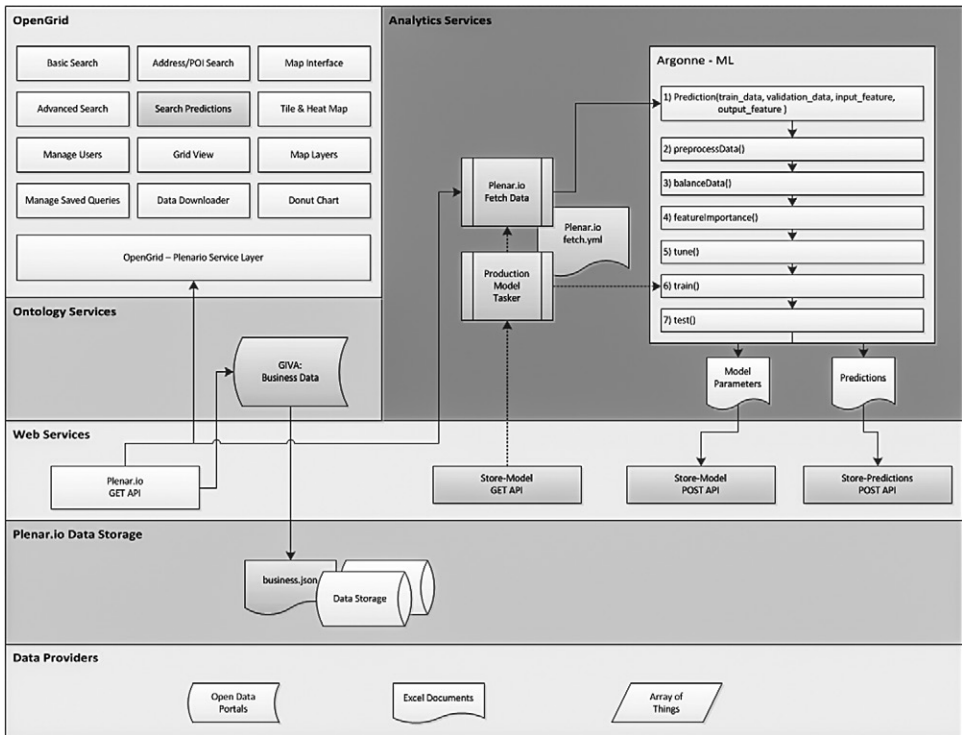 OpenGrid
Basic Search
Address/POI Search
Map Interface
Advanced Search
Search Predictions
Tile & Heat Map
Manage Users
Grid View
Map Layers
Manage Saved Queries
Data Downloader
Donut Chart
OpenGrid – Plenario Service Layer
Ontology Services
GIVA:
Business Data
Analytics Services
Plenar.io
Fetch Data
Plenar.io
fetch.yml
Production
Model
Tasker
Argonne - ML
1) Prediction(train_data, validation_data, input_feature,
output_feature )
2) preprocessData()
3) balanceData()
4) featureImportance()
5) tune()
6) train()
7) test()
Model
Parameters
Predictions
Web Services
Plenar.io
GET API
Store-Model
GET API
Store-Model
POST API
Store-Predictions
POST API
Plenar.io Data Storage
business.json
Data Storage
Data Providers
Open Data
Portals
Excel Documents
Array of
Things